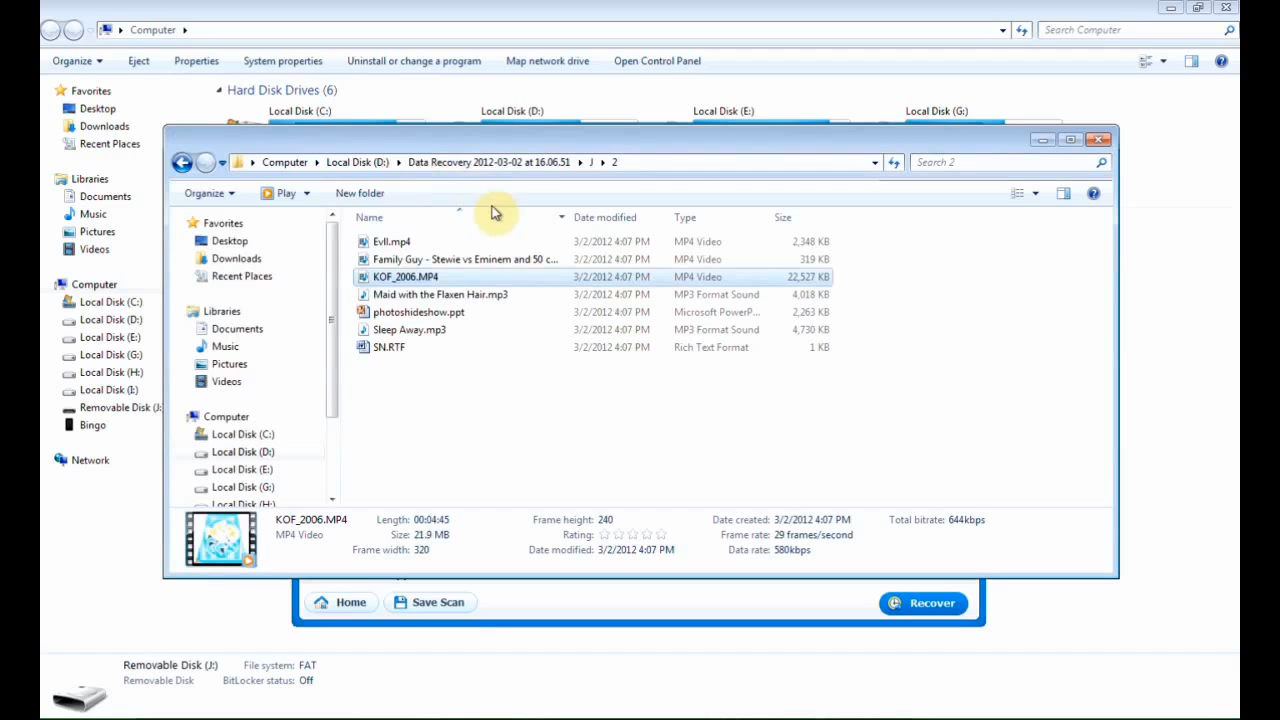 Computer
Search Computer
Organize Eject Properties System properties Uninstall or change a program Map network drive Open Control Panel
Favorites
Desktop
Downloads
Recent Places
Libraries
Documents
Music
Pictures
Videos
Computer
Local Disk (C:)
Local Disk (D:)
Local Disk (E:)
Local Disk (G:)
Local Disk (H:)
Local Disk (I:)
Removable Disk (J:
Bingo
Network
Hard Disk Drives (6)
Local Disk (C:) Local Disk (D:) Local Disk (E:) Local Disk (G:)
Computer Local Disk (D:) Data Recovery 2012-03-02 at 16.06.51 J 2
Search 2
Organize Play New folder
Favorites
Desktop
Downloads
Recent Places
Libraries
Documents
Music
Pictures
Videos
Computer
Local Disk (C:)
Local Disk (D:)
Local Disk (E:)
Local Disk (G:)
Local Disk (H:)
Name Date modified Type Size
Evll.mp4 3/2/2012 4:07 PM MP4 Video 2,348 KB
Family Guy - Stewie vs Eminem and 50 c... 3/2/2012 4:07 PM MP4 Video 319 KB
KOF_2006.MP4 3/2/2012 4:07 PM MP4 Video 22,527 KB
Maid with the Flaxen Hair.mp3 3/2/2012 4:07 PM MP3 Format Sound 4,018 KB
photoshideshow.ppt 3/2/2012 4:07 PM Microsoft PowerP... 2,263 KB
Sleep Away.mp3 3/2/2012 4:07 PM MP3 Format Sound 4,730 KB
SN.RTF 3/2/2012 4:07 PM Rich Text Format 1 KB
KOF_2006.MP4 Length: 00:04:45 Frame height: 240 Date created: 3/2/2012 4:07 PM Total bitrate: 644kbps
MP4 Video Size: 21.9 MB Rating: Frame rate: 29 frames/second
Frame width: 320 Date modified: 3/2/2012 4:07 PM Data rate: 580kbps
Home Save Scan Recover
Removable Disk (J:) File system: FAT
Removable Disk BitLocker status: Off